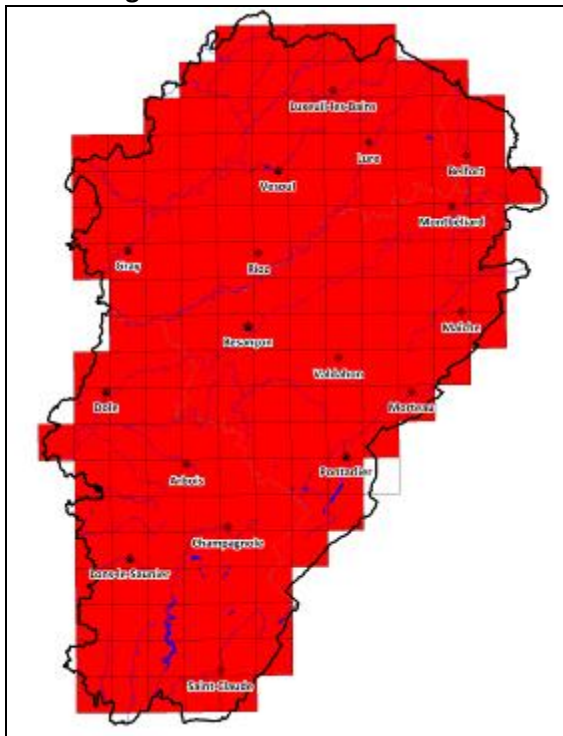 Luxeuil-les-Bains
Lure
Belfort
Vesoul
Montbéliard
Gray
Rioz
Maîche
Besançon
Valdahon
Dole
Morteau
Pontarlier
Arbois
Champagnole
Lons-le-Saunier
Saint-Claude